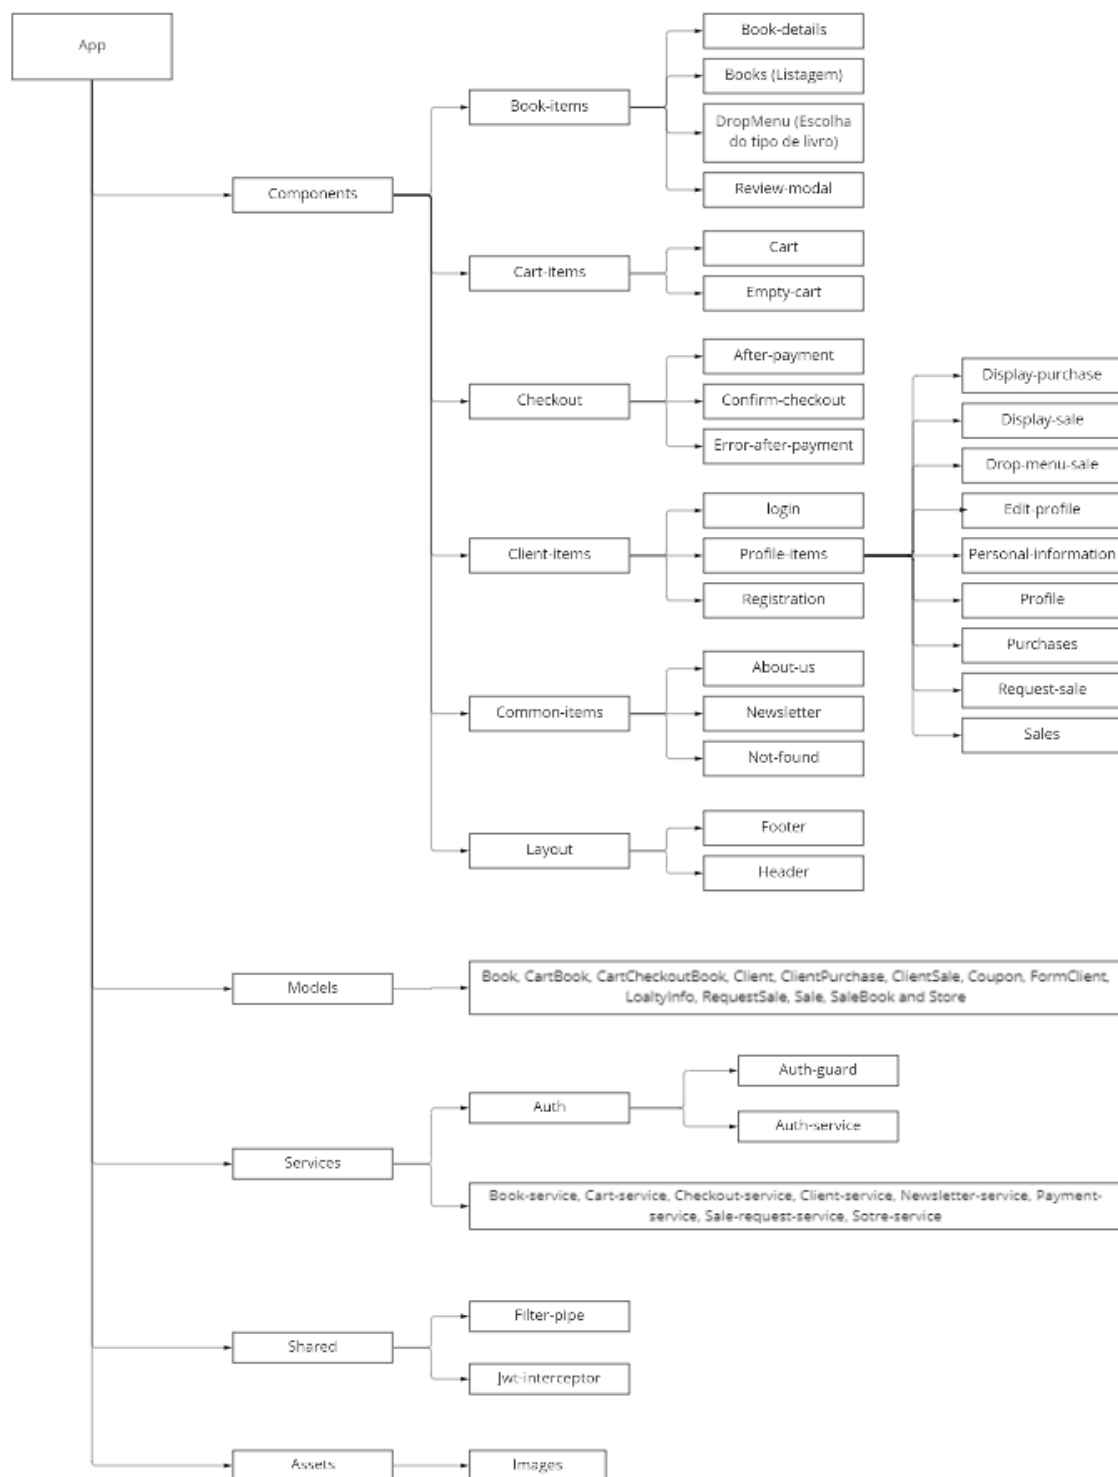 App
Components
Book-items
Book-details
Books (Listagem)
DropMenu (Escolha
do tipo de livro)
Review-modal
Cart-items
Cart
Empty-cart
Checkout
After-payment
Confirm-checkout
Error-after-payment
Client-items
login
Profile-items
Registration
Display-purchase
Display-sale
Drop-menu-sale
Edit-profile
Personal-information
Profile
Purchases
Request-sale
Sales
Common-items
About-us
Newsletter
Not-found
Layout
Footer
Header
Models
Book, CartBook, CartCheckoutBook, Client, ClientPurchase, ClientSale, Coupon, FormClient,
LoaltyInfo, RequestSale, Sale, SaleBook and Store
Services
Auth
Auth-guard
Auth-service
Book-service, Cart-service, Checkout-service, Client-service, Newsletter-service, Payment-
service, Sale-request-service, Sotre-service
Shared
Filter-pipe
Jwt-interceptor
Assets
Images